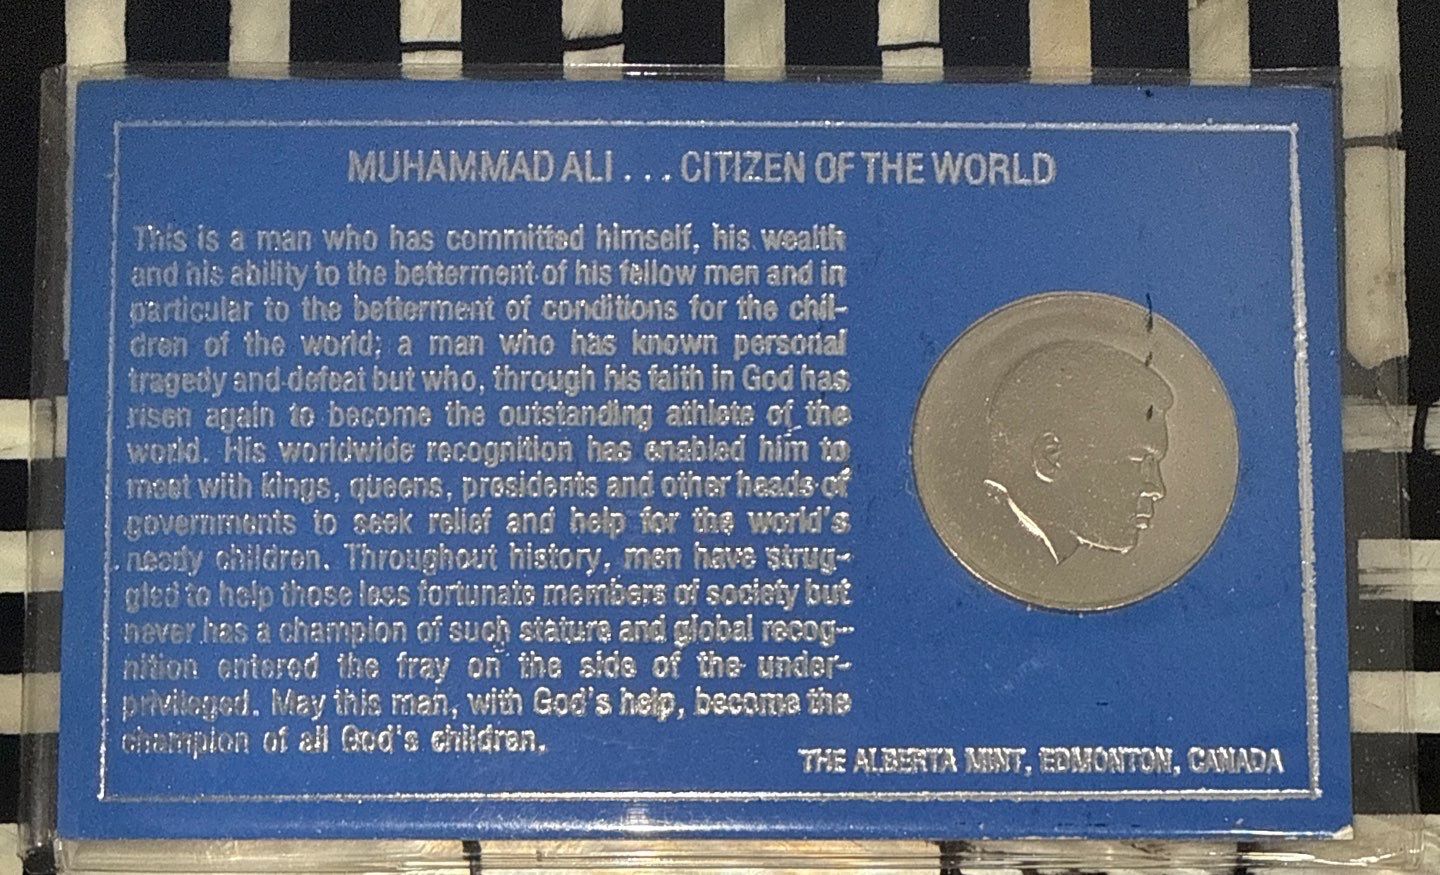 MUHAMMAD ALI . . . CITIZEN OF THE WORLD
This is a man who has committed himself, his wealth
and his ability to the betterment of his fellow men and in
particular to the betterment of conditions for the chil-
dren of the world; a man who has known personal
tragedy and defeat but who, through his faith in God has
risen again to become the outstanding athlete of the
world. His worldwide recognition has enabled him to
meet with kings, queens, presidents and other heads of
governments to seek relief and help for the world's
needy children. Throughout history, men have strug-
gled to help those less fortunate members of society but
never has a champion of such stature and global recog-
nition entered the fray on the side of the under-
privileged. May this man, with God's help, become the
champion of all God's children.
THE ALBERTA MINT, EDMONTON, CANADA